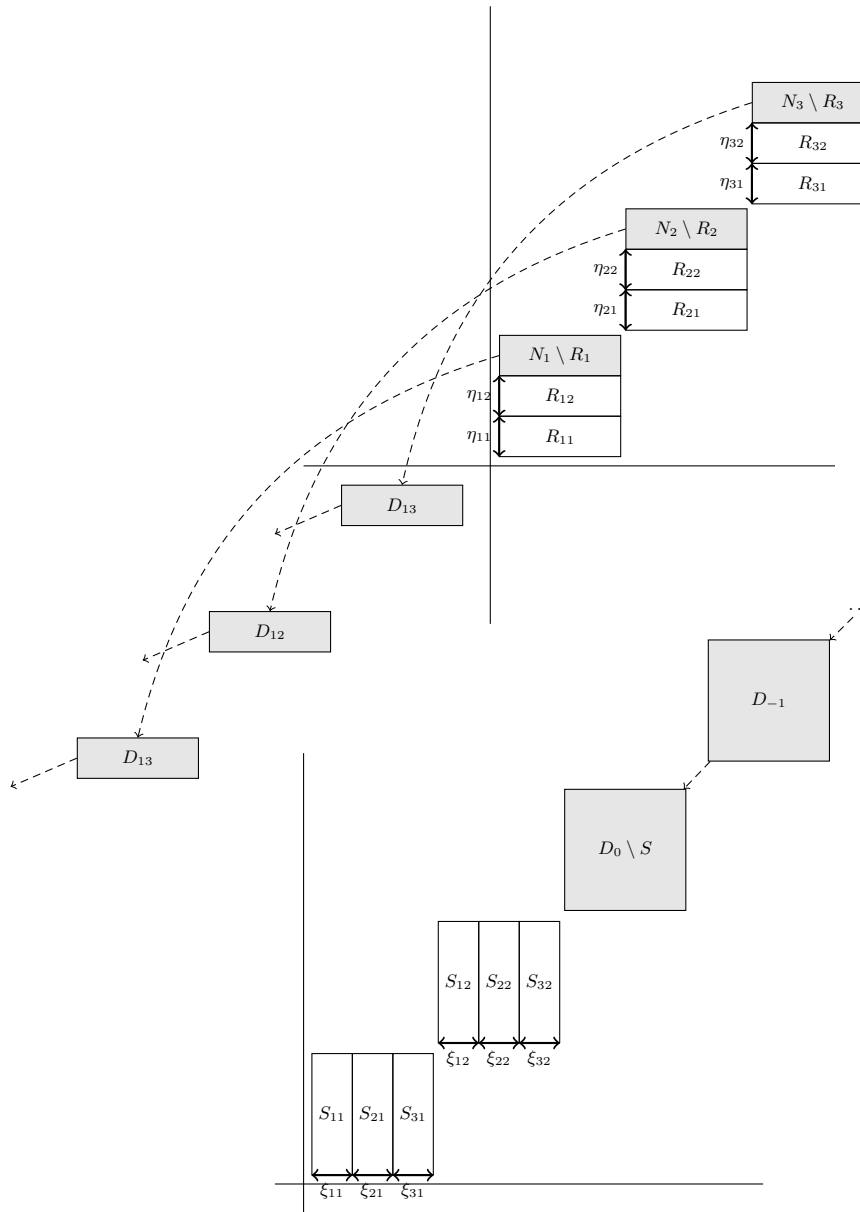 N₃ \ R₃
η₃₂ R₃₂
η₃₁ R₃₁
N₂ \ R₂
η₂₂ R₂₂
η₂₁ R₂₁
N₁ \ R₁
η₁₂ R₁₂
η₁₁ R₁₁
D₁₃
D₁₂
D₁₃
..
D₋₁
D₀ \ S
S₁₂ S₂₂ S₃₂
ξ₁₂ ξ₂₂ ξ₃₂
S₁₁ S₂₁ S₃₁
ξ₁₁ ξ₂₁ ξ₃₁